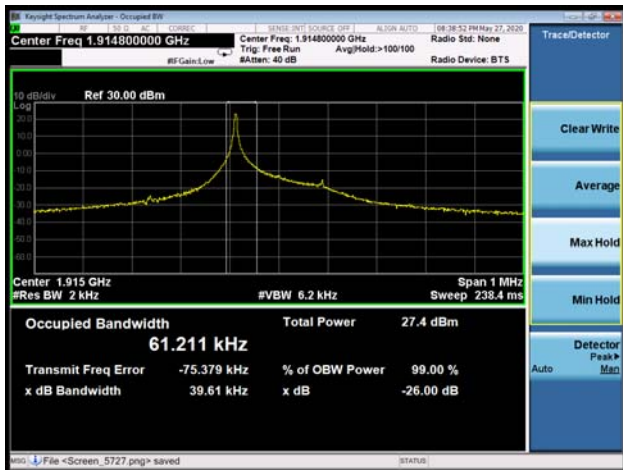 Keysight Spectrum Analyzer - Occupied BW
RF 50 Ω AC CORREC SENSE:INT SOURCE OFF ALIGN AUTO 08:38:52 PM May 27, 2020
Center Freq 1.914800000 GHz
Center Freq: 1.914800000 GHz
Radio Std: None
Trig: Free Run Avg|Hold:>100/100
#IFGain:Low #Atten: 40 dB Radio Device: BTS
Trace/Detector
10 dB/div Ref 30.00 dBm
Log
20.0
10.0
0.00
-10.0
-20.0
-30.0
-40.0
-50.0
-60.0
Center 1.915 GHz Span 1 MHz
#Res BW 2 kHz #VBW 6.2 kHz Sweep 238.4 ms
Occupied Bandwidth Total Power 27.4 dBm
61.211 kHz
Transmit Freq Error -75.379 kHz % of OBW Power 99.00 %
x dB Bandwidth 39.61 kHz x dB -26.00 dB
Clear Write
Average
Max Hold
Min Hold
Detector
Peak▶
Auto Man
MSG File <Screen_5727.png> saved STATUS